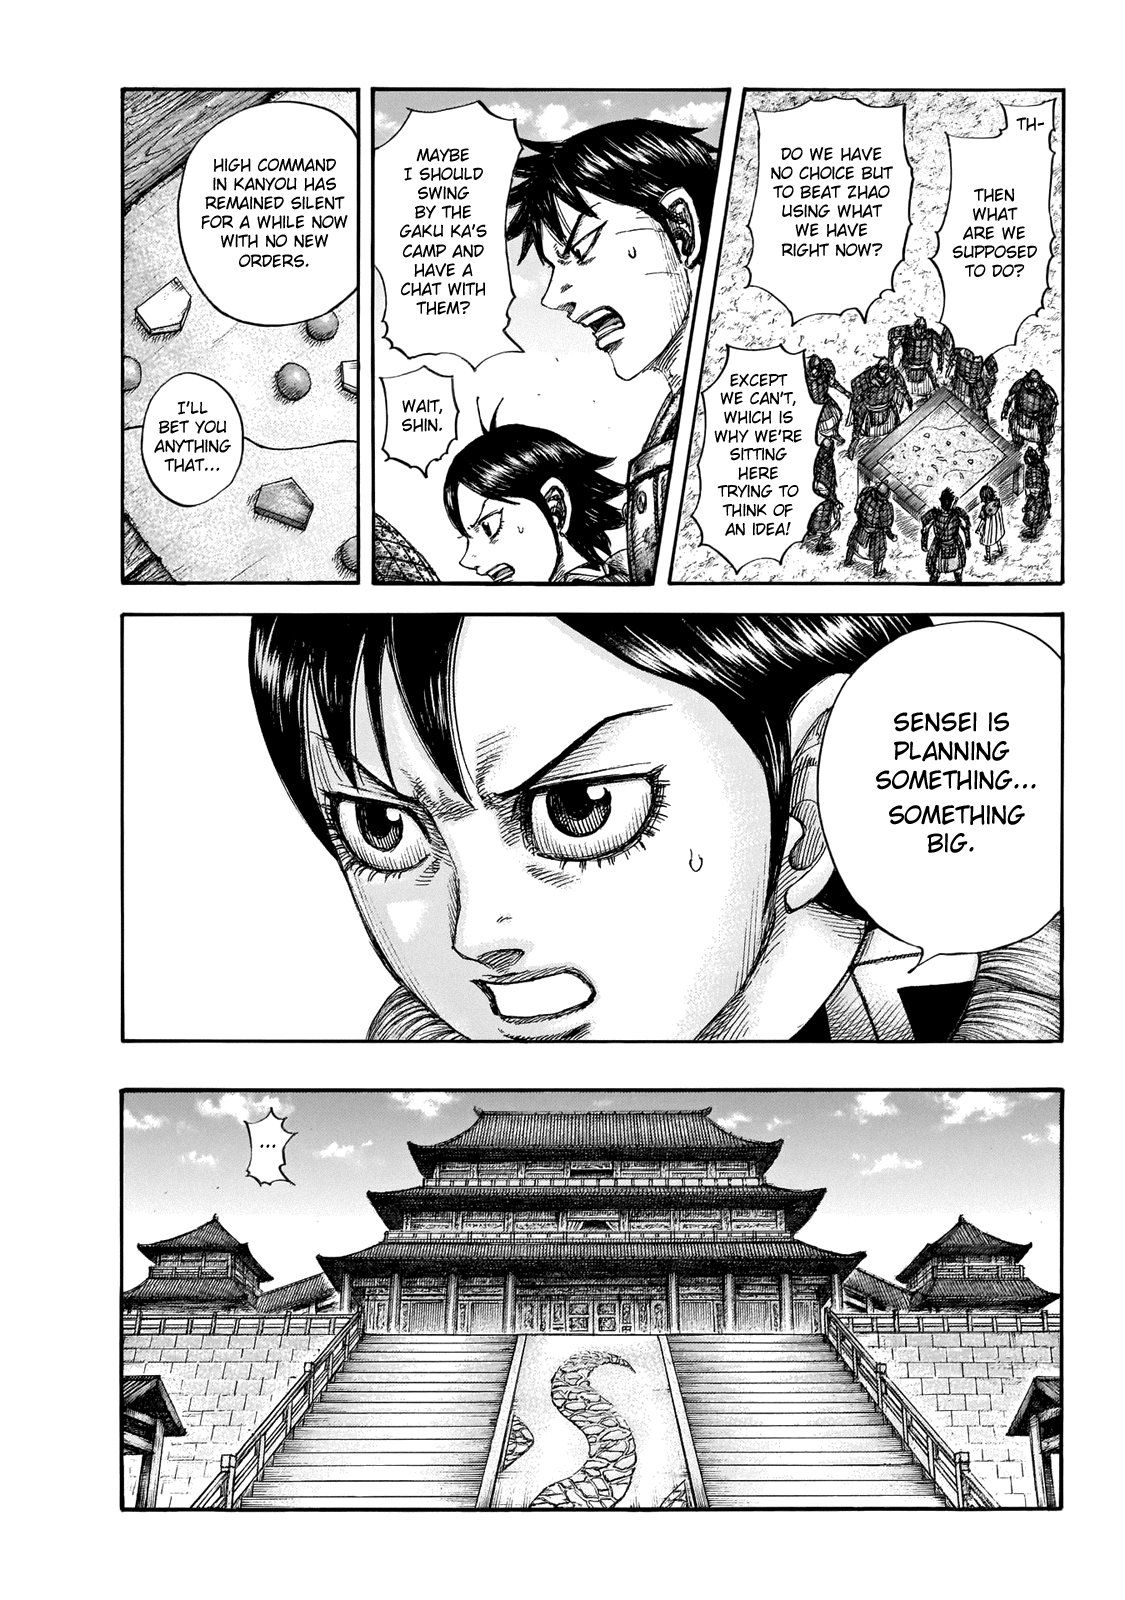 TH-
THEN
WHAT
ARE WE
SUPPOSED
TO DO?
DO WE HAVE
NO CHOICE BUT
TO BEAT ZHAO
USING WHAT
WE HAVE
RIGHT NOW?
EXCEPT
WE CAN'T,
WHICH IS
WHY WE'RE
SITTING
HERE
TRYING TO
THINK OF
AN IDEA!
MAYBE
I SHOULD
SWING
BY THE
GAKU KA'S
CAMP AND
HAVE A
CHAT WITH
THEM?
WAIT,
SHIN.
HIGH COMMAND
IN KANYOU HAS
REMAINED SILENT
FOR A WHILE NOW
WITH NO NEW
ORDERS.
I'LL
BET YOU
ANYTHING
THAT...
SENSEI IS
PLANNING
SOMETHING...
SOMETHING
BIG.
...